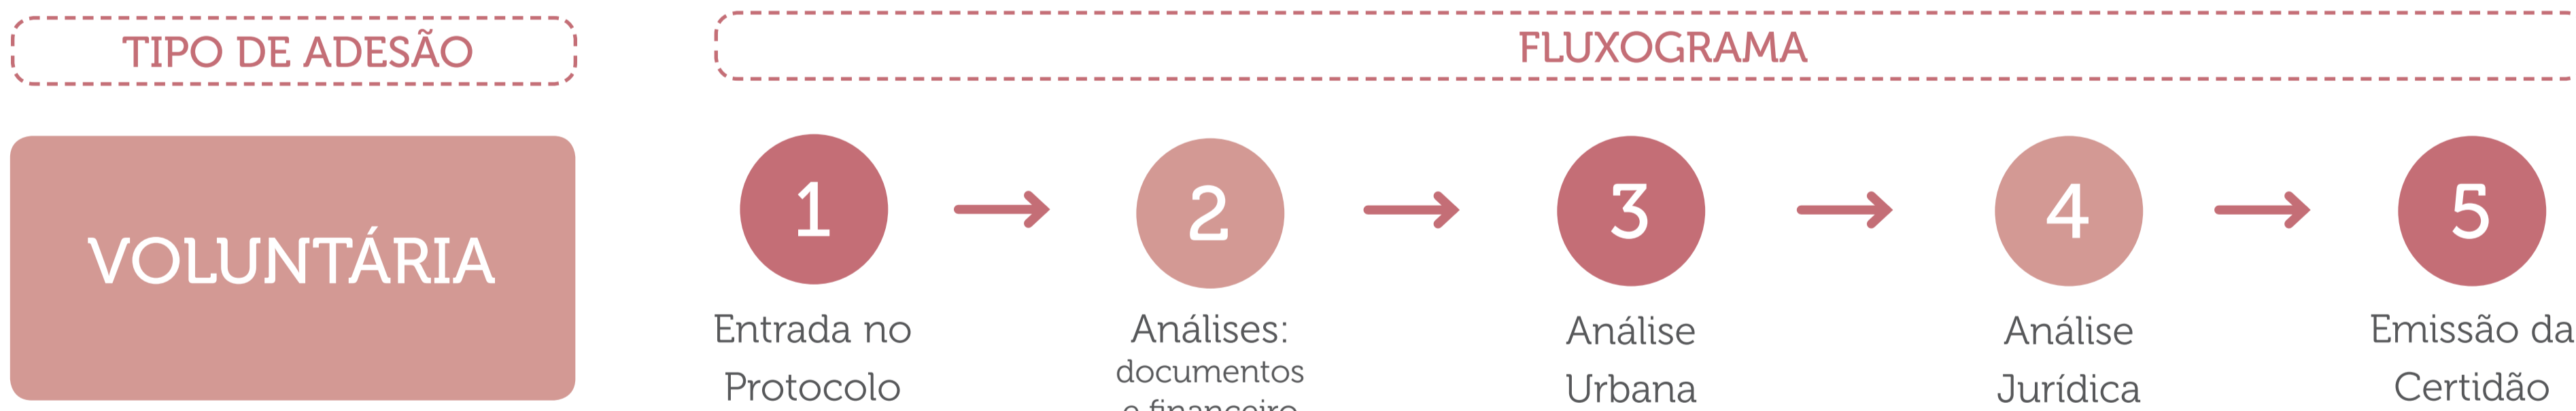 TIPO DE ADESÃO
FLUXOGRAMA
VOLUNTÁRIA
1
2
3
4
5
Entrada no
Protocolo
Análises:
documentos
e financeiro
Análise
Urbana
Análise
Jurídica
Emissão da
Certidão